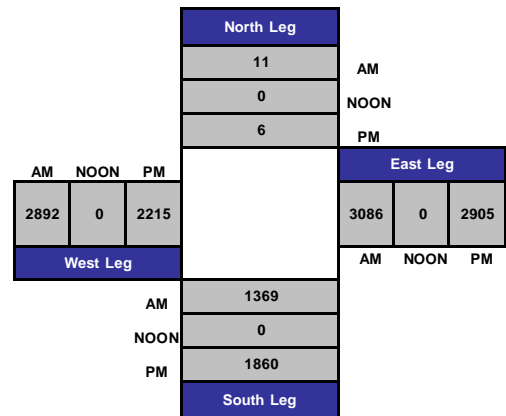 North Leg
11 AM
0 NOON
6 PM
East Leg
AM NOON PM
2892 0 2215
3086 0 2905
West Leg
AM NOON PM
AM 1369
NOON 0
PM 1860
South Leg